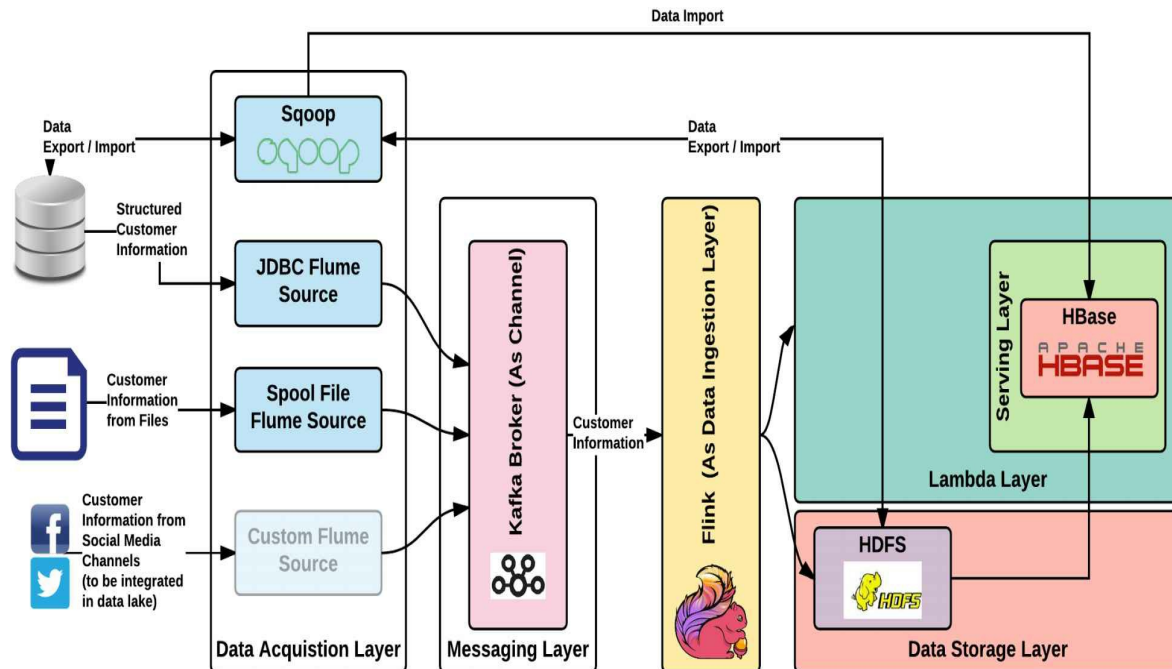 Data Import
Sqoop
sqoop
Data
Export / Import
Data
Export / Import
Structured
Customer
Information
JDBC Flume
Source
Kafka Broker (As Channel)
Flink (As Data Ingestion Layer)
Serving Layer
HBase
APACHE
HBASE
Customer
Information
from Files
Spool File
Flume Source
Customer
Information
Lambda Layer
Customer
Information from
Social Media
Channels
(to be integrated
in data lake)
f
Custom Flume
Source
HDFS
HDFS
Data Acquistion Layer
Messaging Layer
Data Storage Layer